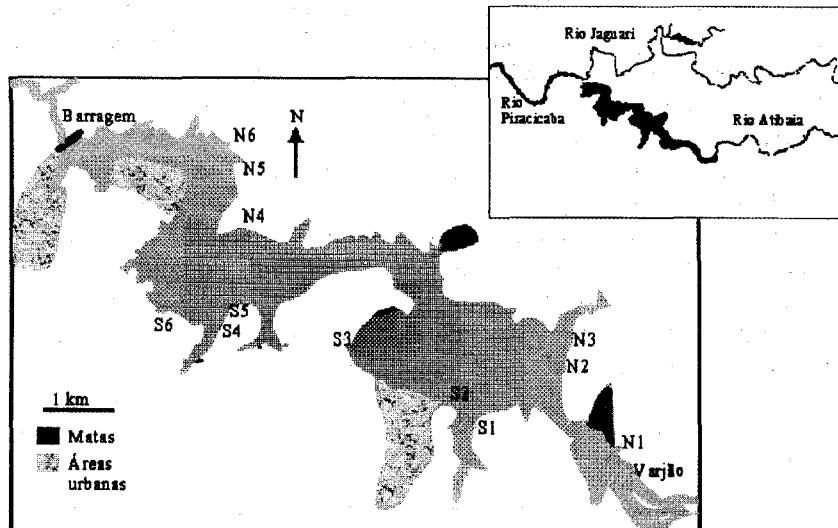 Rio Jaguari
Rio
Piracicaba
Rio Atibaia
Barragem
N6
N
N5
N4
S6
S5
S4
S3
N3
N2
S2
S1
N1
Varjão
1 km
Matas
Áreas
urbanas